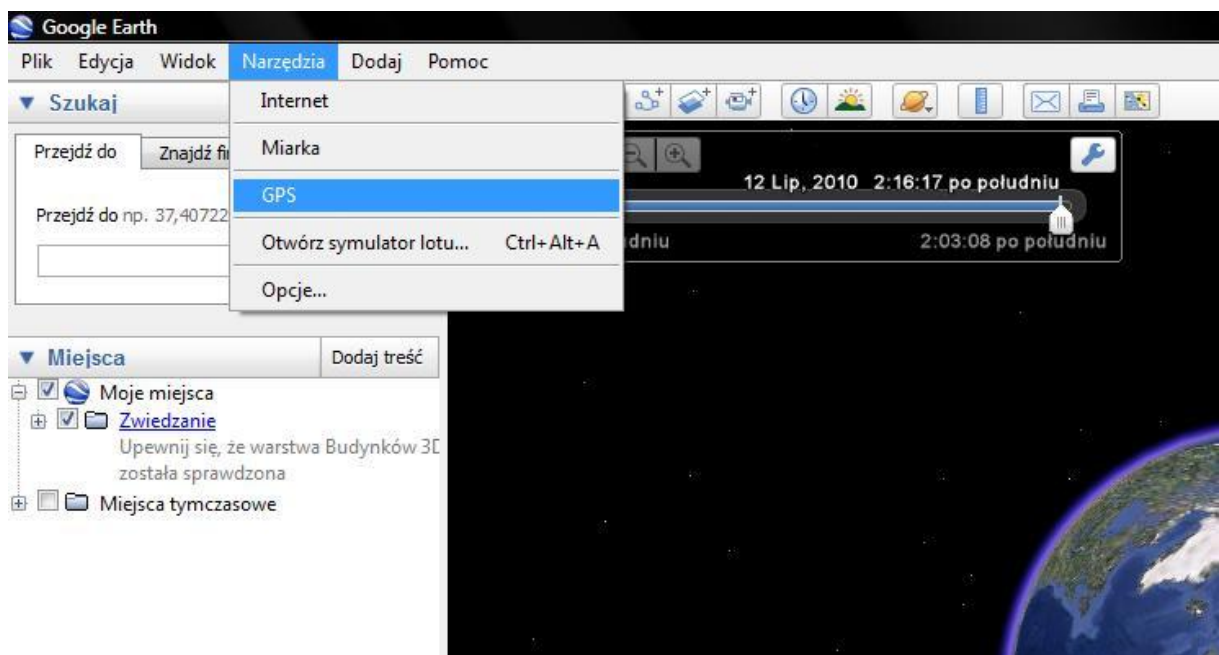 Google Earth
Plik Edycja Widok Narzędzia Dodaj Pomoc
Szukaj
Internet
Miarka
GPS
Otwórz symulator lotu... Ctrl+Alt+A
Opcje...
Przejdź do Znajdź
Przejdź do np. 37,40722
12 Lip, 2010 2:16:17 po południu
2:03:08 po południu
Miejsca Dodaj treść
Moje miejsca
Zwiedzanie
Upewnij się, że warstwa Budynków 3D
została sprawdzona
Miejsca tymczasowe